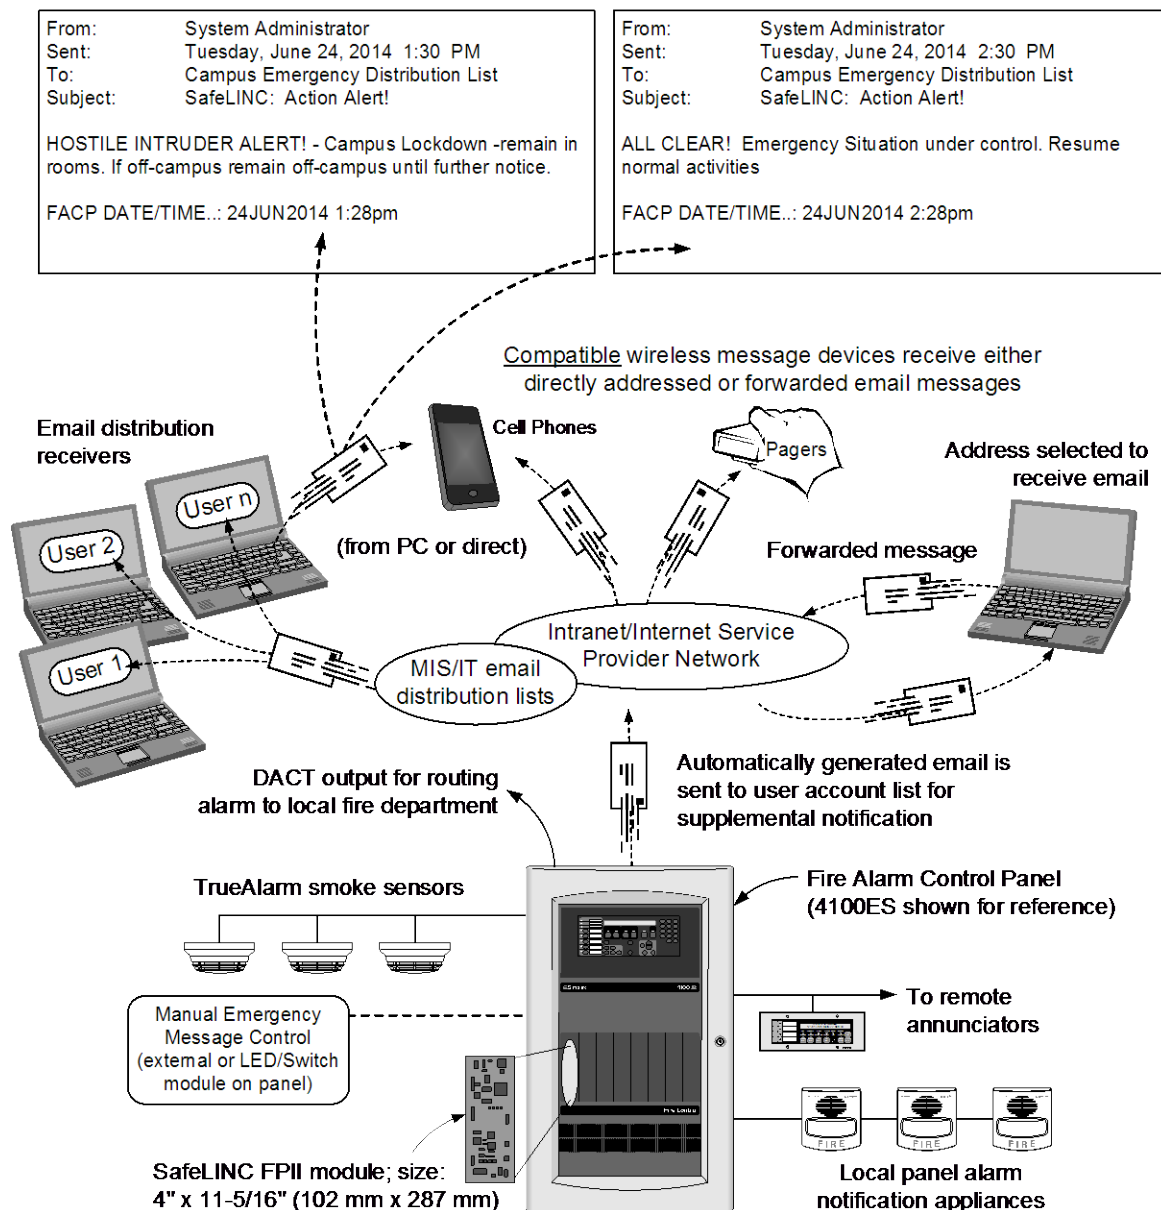 From: System Administrator
Sent: Tuesday, June 24, 2014 1:30 PM
To: Campus Emergency Distribution List
Subject: SafeLINC: Action Alert!
HOSTILE INTRUDER ALERT! - Campus Lockdown -remain in
rooms. If off-campus remain off-campus until further notice.
FACP DATE/TIME..: 24JUN2014 1:28pm
From: System Administrator
Sent: Tuesday, June 24, 2014 2:30 PM
To: Campus Emergency Distribution List
Subject: SafeLINC: Action Alert!
ALL CLEAR! Emergency Situation under control. Resume
normal activities
FACP DATE/TIME..: 24JUN2014 2:28pm
Compatible wireless message devices receive either
directly addressed or forwarded email messages
Email distribution
receivers
Cell Phones
Pagers
Address selected to
receive email
User n
User 2
User 1
(from PC or direct)
Forwarded message
Intranet/Internet Service
Provider Network
MIS/IT email
distribution lists
DACT output for routing
alarm to local fire department
Automatically generated email is
sent to user account list for
supplemental notification
TrueAlarm smoke sensors
Fire Alarm Control Panel
(4100ES shown for reference)
Manual Emergency
Message Control
(external or LED/Switch
module on panel)
To remote
annunciators
SafeLINC FPII module; size:
4" x 11-5/16" (102 mm x 287 mm)
FIRE
FIRE
FIRE
Local panel alarm
notification appliances